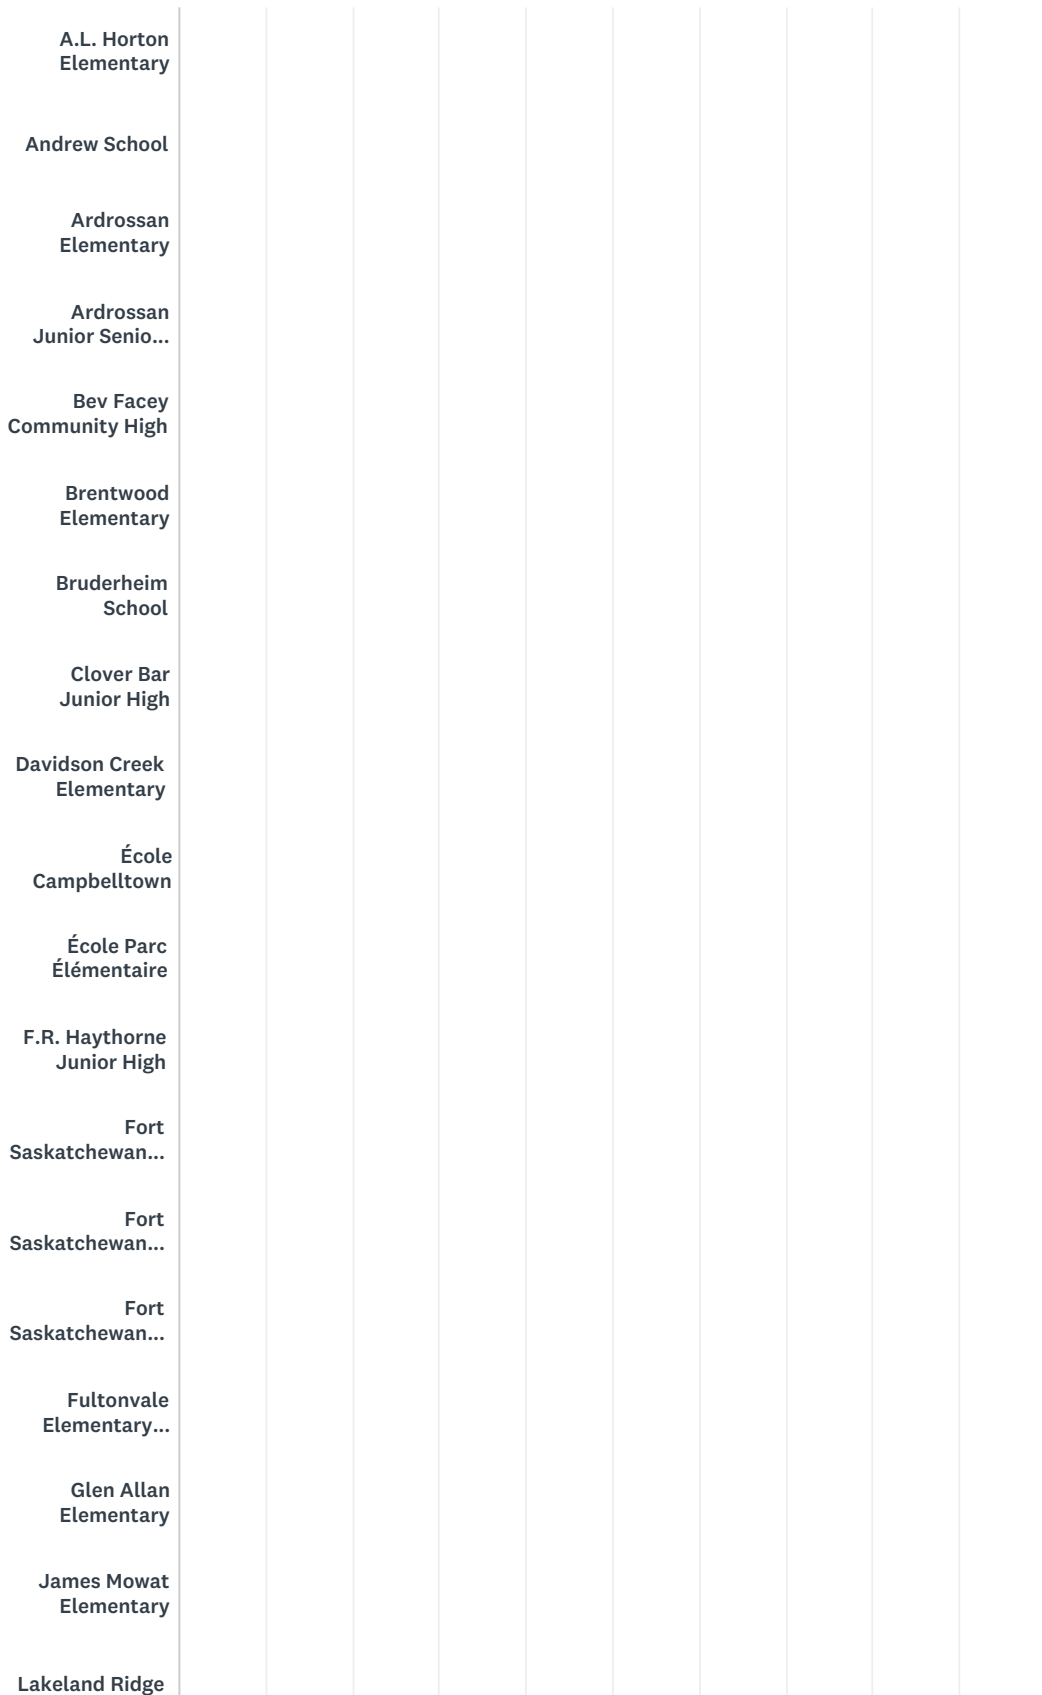 A.L. Horton
Elementary
Andrew School
Ardrossan
Elementary
Ardrossan
Junior Senio...
Bev Facey
Community High
Brentwood
Elementary
Bruderheim
School
Clover Bar
Junior High
Davidson Creek
Elementary
École
Campbelltown
École Parc
Élémentaire
F.R. Haythorne
Junior High
Fort
Saskatchewan...
Fort
Saskatchewan...
Fort
Saskatchewan...
Fultonvale
Elementary...
Glen Allan
Elementary
James Mowat
Elementary
Lakeland Ridge